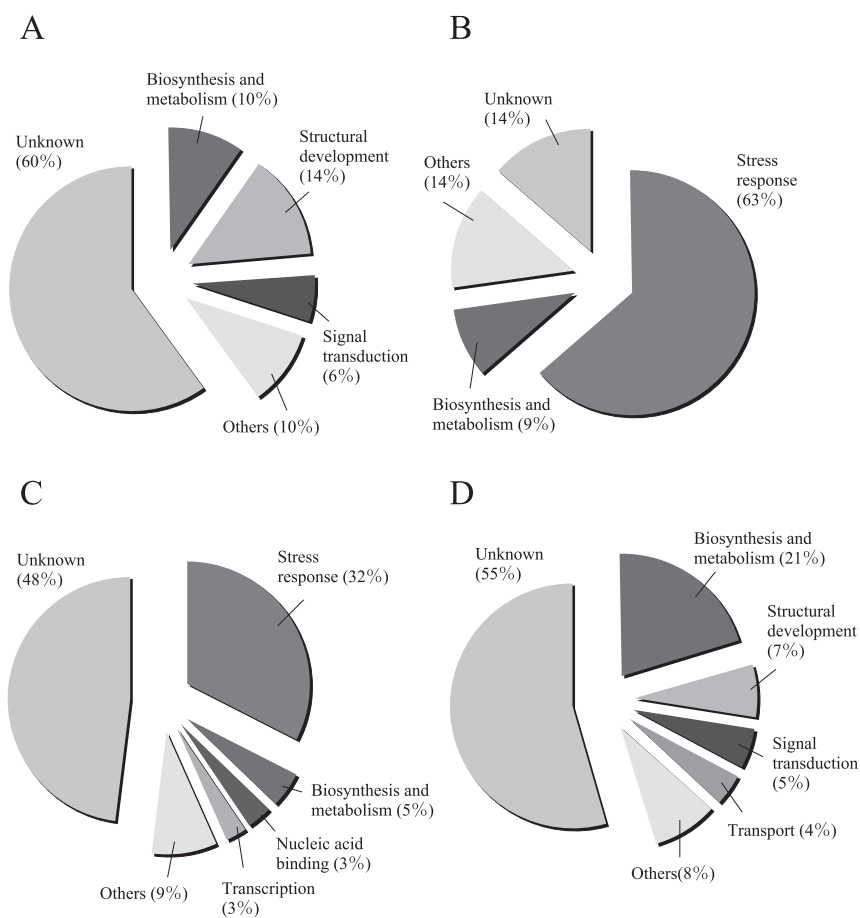 A
Biosynthesis and
metabolism (10%)
Structural
development
(14%)
Signal
transduction
(6%)
Others (10%)
Unknown
(60%)
B
Unknown
(14%)
Others
(14%)
Stress
response
(63%)
Biosynthesis and
metabolism (9%)
C
Unknown
(48%)
Stress
response (32%)
Biosynthesis and
metabolism (5%)
Nucleic acid
binding (3%)
Transcription
(3%)
Others (9%)
D
Unknown
(55%)
Biosynthesis and
metabolism (21%)
Structural
development
(7%)
Signal
transduction
(5%)
Transport (4%)
Others(8%)